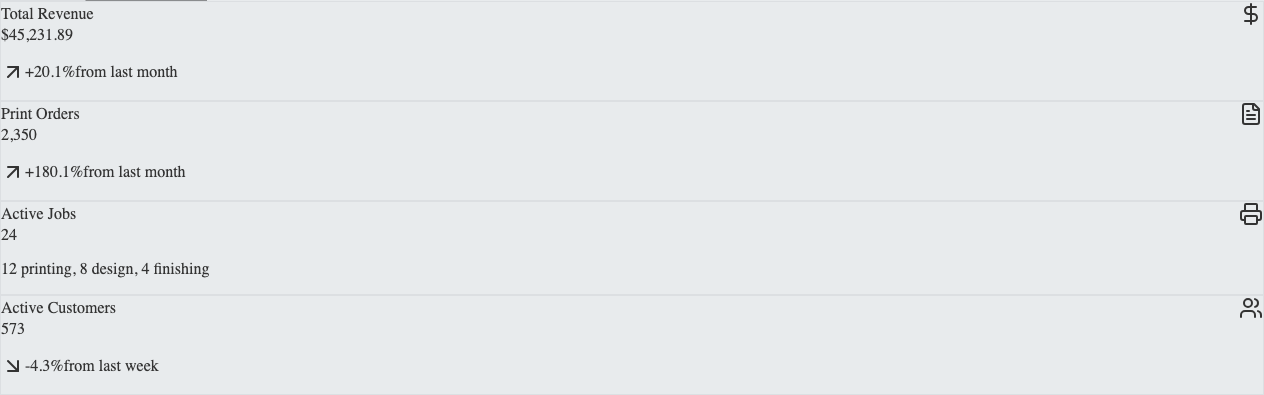 Total Revenue
$45,231.89
+20.1%from last month
Print Orders
2,350
+180.1%from last month
Active Jobs
24
12 printing, 8 design, 4 finishing
Active Customers
573
-4.3%from last week